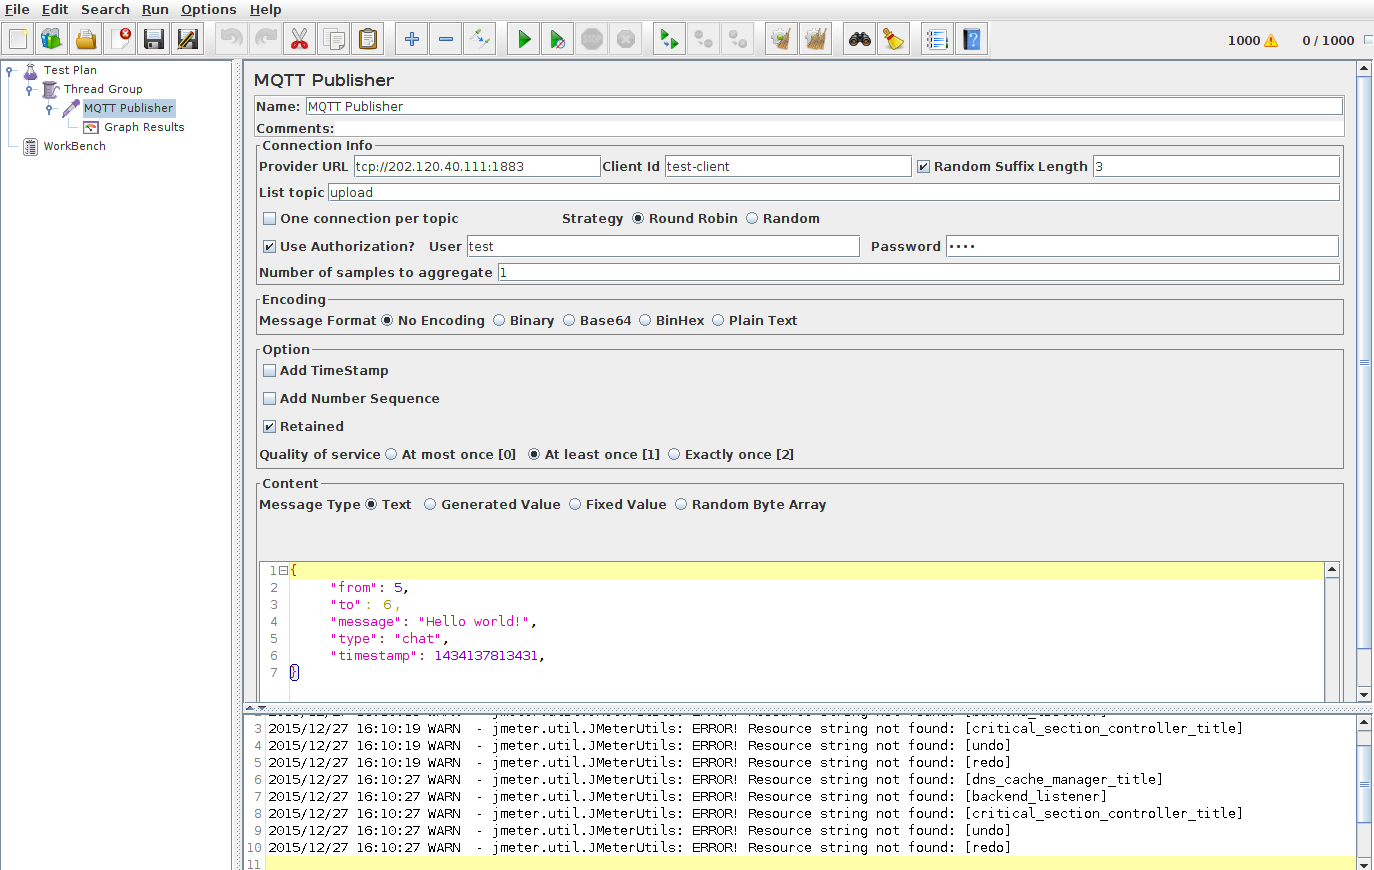 File Edit Search Run Options Help
1000 0 / 1000
Test Plan
Thread Group
MQTT Publisher
Graph Results
WorkBench
MQTT Publisher
Name: MQTT Publisher
Comments:
Connection Info
Provider URL tcp://202.120.40.111:1883 Client Id test-client Random Suffix Length 3
List topic upload
One connection per topic Strategy Round Robin Random
Use Authorization? User test Password ••••
Number of samples to aggregate 1
Encoding
Message Format No Encoding Binary Base64 BinHex Plain Text
Option
Add TimeStamp
Add Number Sequence
Retained
Quality of service At most once [0] At least once [1] Exactly once [2]
Content
Message Type Text Generated Value Fixed Value Random Byte Array
1 {
2 "from": 5,
3 "to": 6,
4 "message": "Hello world!",
5 "type": "chat",
6 "timestamp": 1434137813431,
7 }
3 2015/12/27 16:10:19 WARN - jmeter.util.JMeterUtils: ERROR! Resource string not found: [critical_section_controller_title]
4 2015/12/27 16:10:19 WARN - jmeter.util.JMeterUtils: ERROR! Resource string not found: [undo]
5 2015/12/27 16:10:19 WARN - jmeter.util.JMeterUtils: ERROR! Resource string not found: [redo]
6 2015/12/27 16:10:27 WARN - jmeter.util.JMeterUtils: ERROR! Resource string not found: [dns_cache_manager_title]
7 2015/12/27 16:10:27 WARN - jmeter.util.JMeterUtils: ERROR! Resource string not found: [backend_listener]
8 2015/12/27 16:10:27 WARN - jmeter.util.JMeterUtils: ERROR! Resource string not found: [critical_section_controller_title]
9 2015/12/27 16:10:27 WARN - jmeter.util.JMeterUtils: ERROR! Resource string not found: [undo]
10 2015/12/27 16:10:27 WARN - jmeter.util.JMeterUtils: ERROR! Resource string not found: [redo]
11